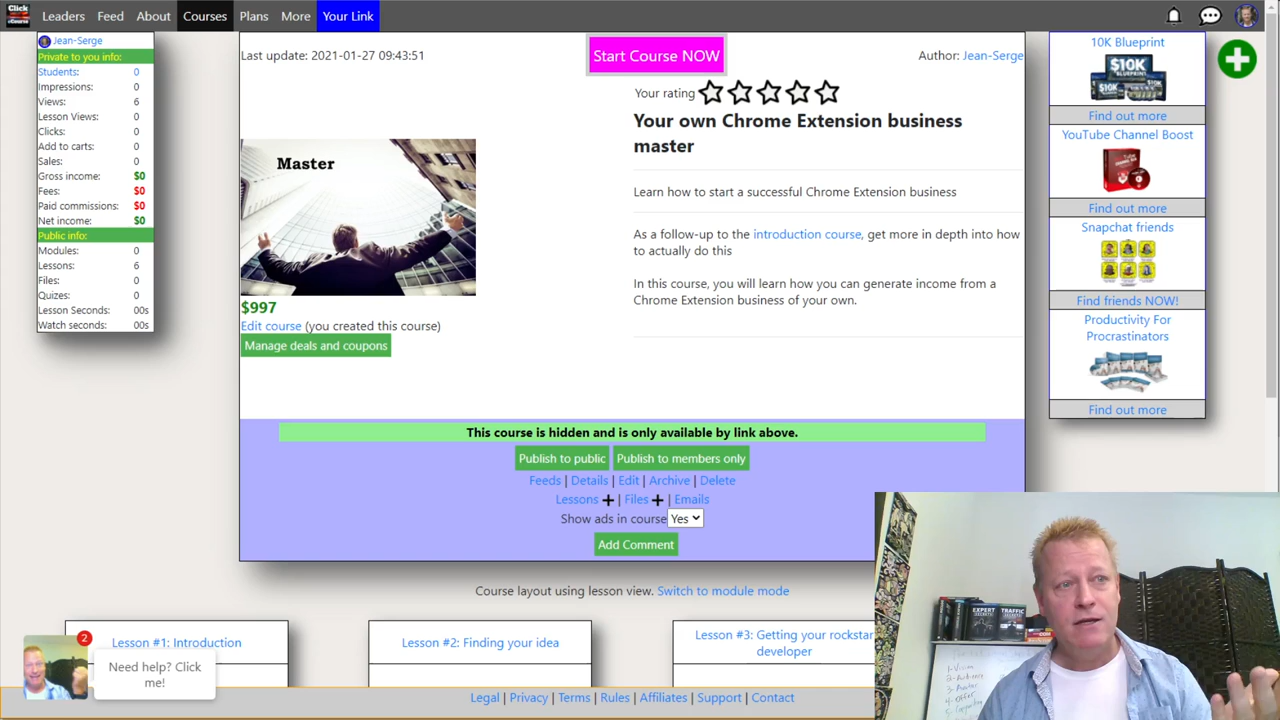 Click
eCourse
Leaders
Feed
About
Courses
Plans
More
Your Link
Jean-Serge
Private to you info:
Students: 0
Impressions: 0
Views: 6
Lesson Views: 0
Clicks: 0
Add to carts: 0
Sales: 0
Gross income: $0
Fees: $0
Paid commissions: $0
Net income: $0
Public info:
Modules: 0
Lessons: 6
Files: 0
Quizes: 0
Lesson Seconds: 00s
Watch seconds: 00s
Last update: 2021-01-27 09:43:51
Start Course NOW
Author: Jean-Serge
Your rating
Your own Chrome Extension business
master
Learn how to start a successful Chrome Extension business
As a follow-up to the introduction course, get more in depth into how
to actually do this
In this course, you will learn how you can generate income from a
Chrome Extension business of your own.
Master
$997
Edit course (you created this course)
Manage deals and coupons
This course is hidden and is only available by link above.
Publish to public
Publish to members only
Feeds | Details | Edit | Archive | Delete
Lessons + | Files + | Emails
Show ads in course Yes
Add Comment
Course layout using lesson view. Switch to module mode
Lesson #1: Introduction
Lesson #2: Finding your idea
Lesson #3: Getting your rockstar
developer
10K Blueprint
$10K
Find out more
YouTube Channel Boost
Find out more
Snapchat friends
Find friends NOW!
Productivity For
Procrastinators
Find out more
2
Need help? Click
me!
Legal | Privacy | Terms | Rules | Affiliates | Support | Contact
EXPERT
SECRETS
TRAFFIC
SECRETS